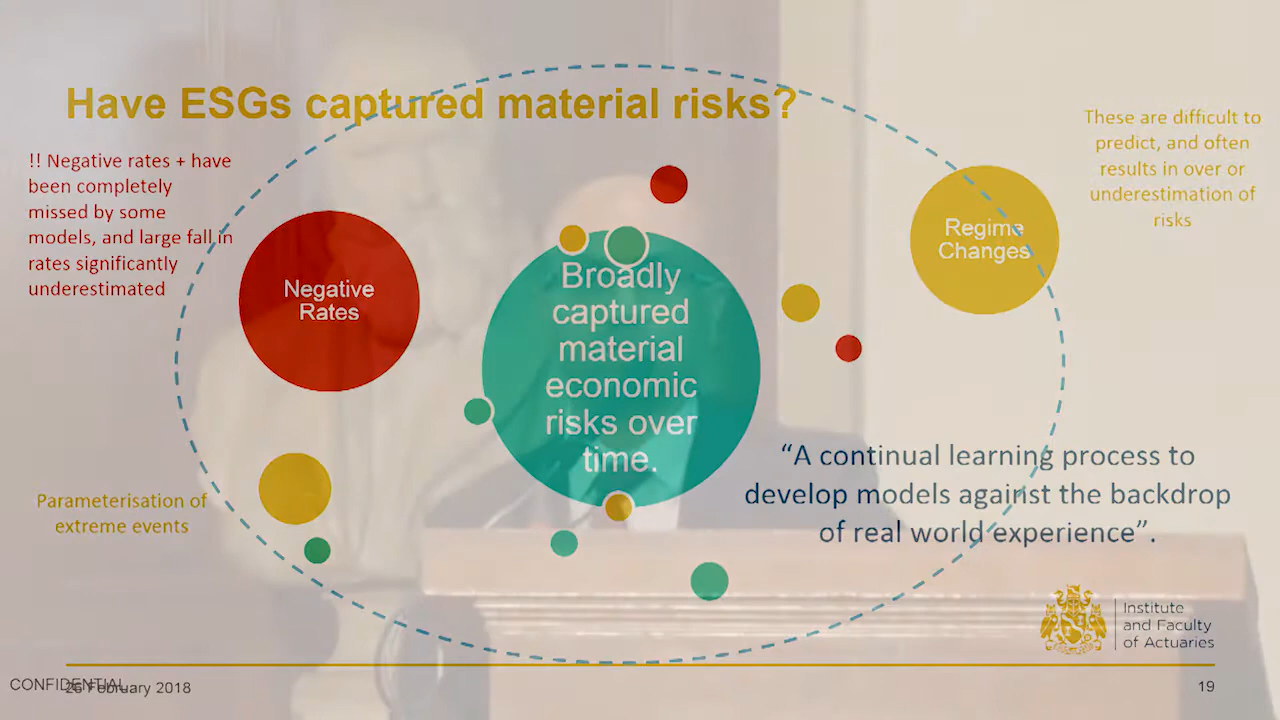 Have ESGs captured material risks?
!! Negative rates + have
been completely
missed by some
models, and large fall in
rates significantly
underestimated
Negative
Rates
Broadly
captured
material
economic
risks over
time.
Regime
Changes
These are difficult to
predict, and often
results in over or
underestimation of
risks
Parameterisation of
extreme events
“A continual learning process to
develop models against the backdrop
of real world experience”.
Institute
and Faculty
of Actuaries
CONFIDENTIAL
26 February 2018
19